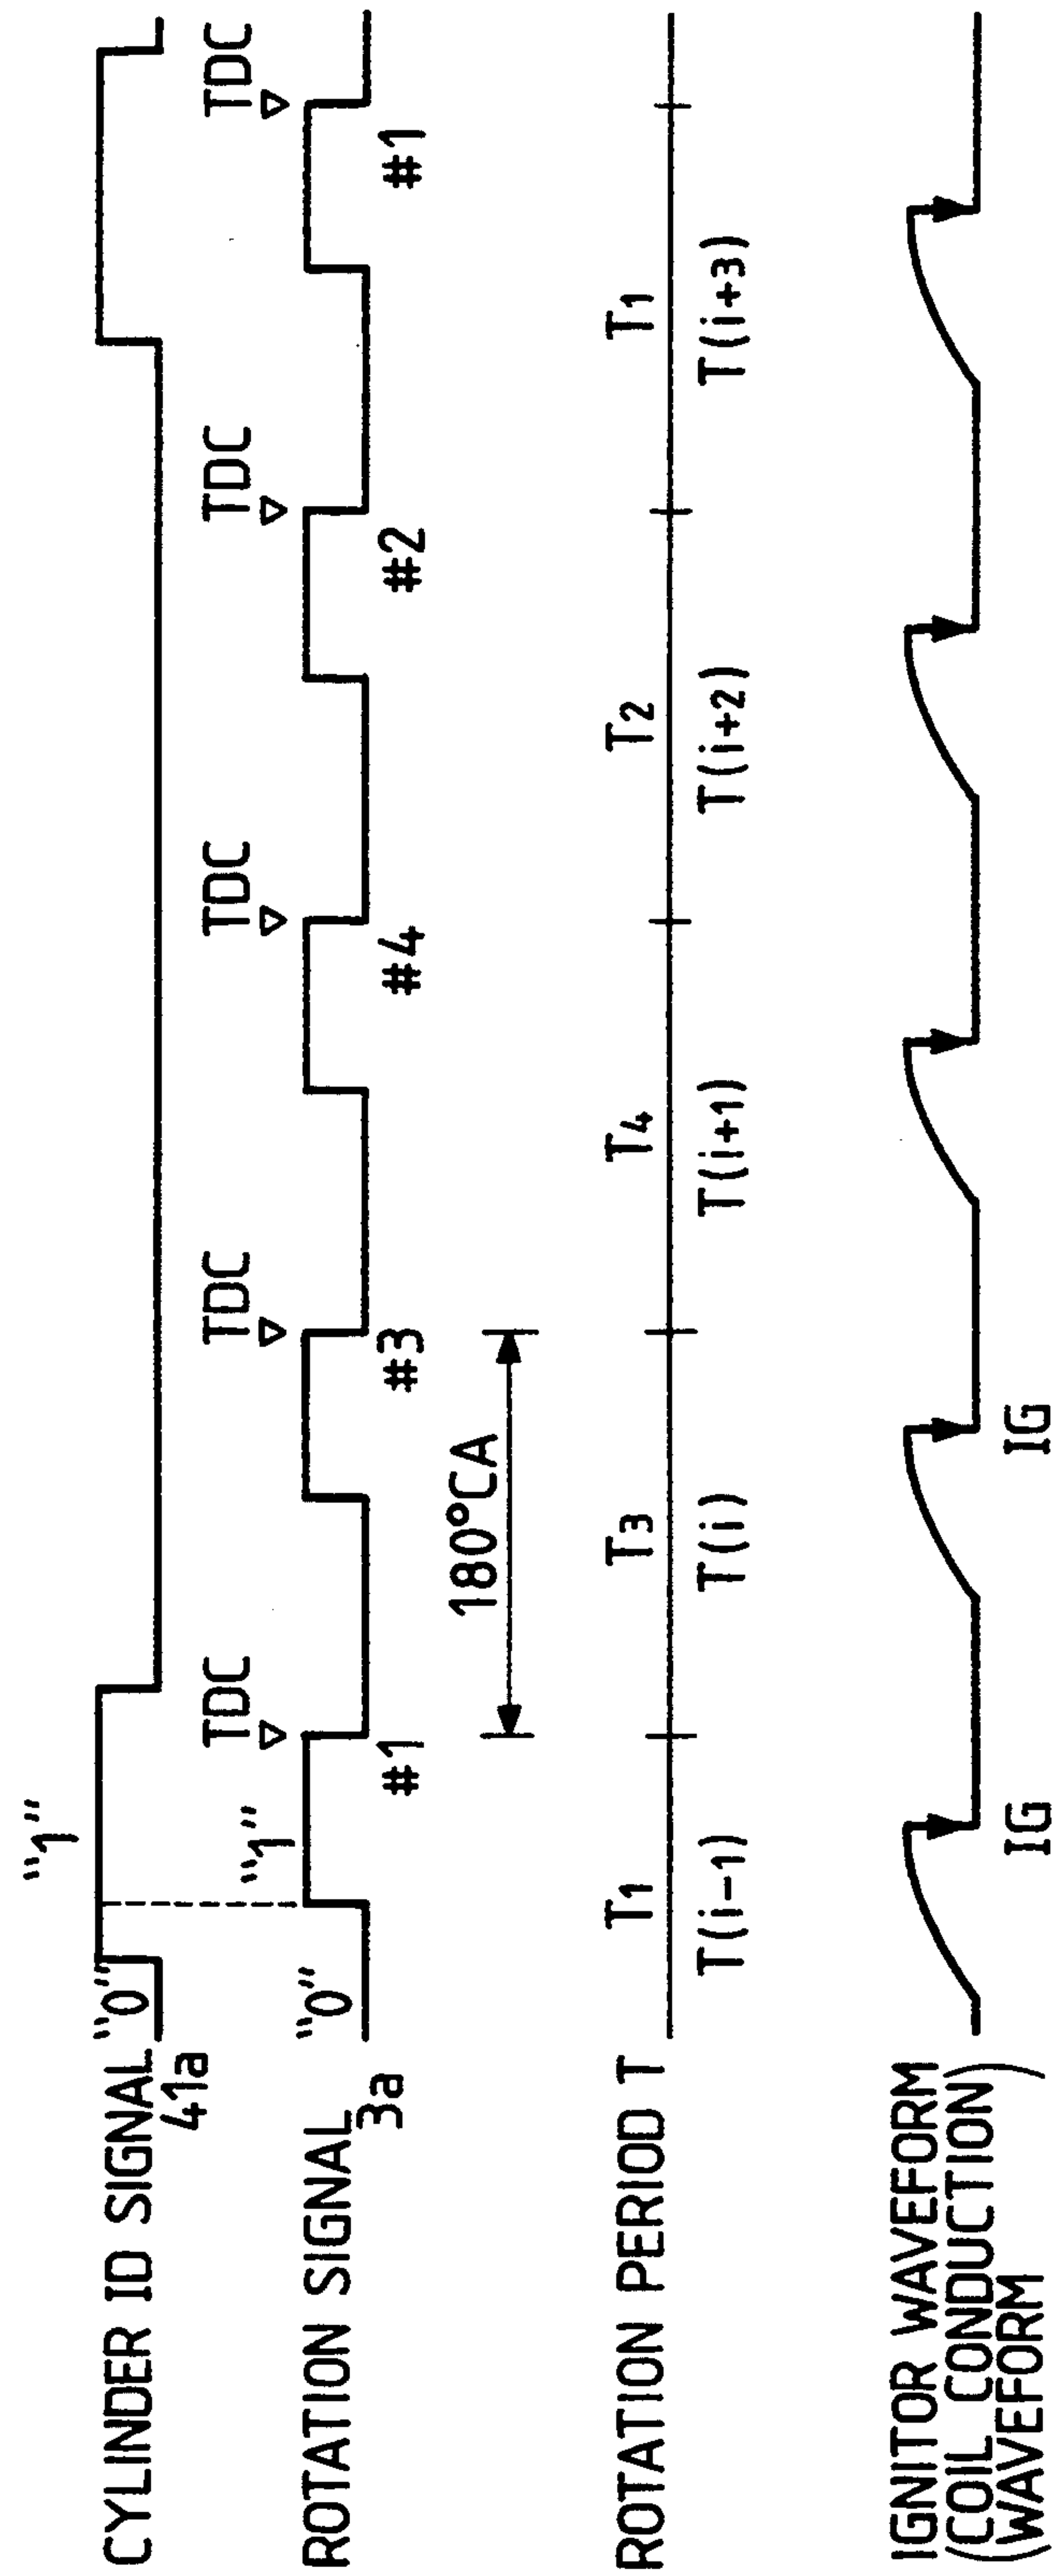 "1"
CYLINDER ID SIGNAL "0"
41a
TDC TDC TDC TDC TDC
"1"
ROTATION SIGNAL "0"
3a
#1 #3 #4 #2 #1
180°CA
T1 T3 T4 T2 T1
ROTATION PERIOD T
T(i-1) T(i) T(i+1) T(i+2) T(i+3)
IGNITOR WAVEFORM
(COIL CONDUCTION
WAVEFORM)
IG IG